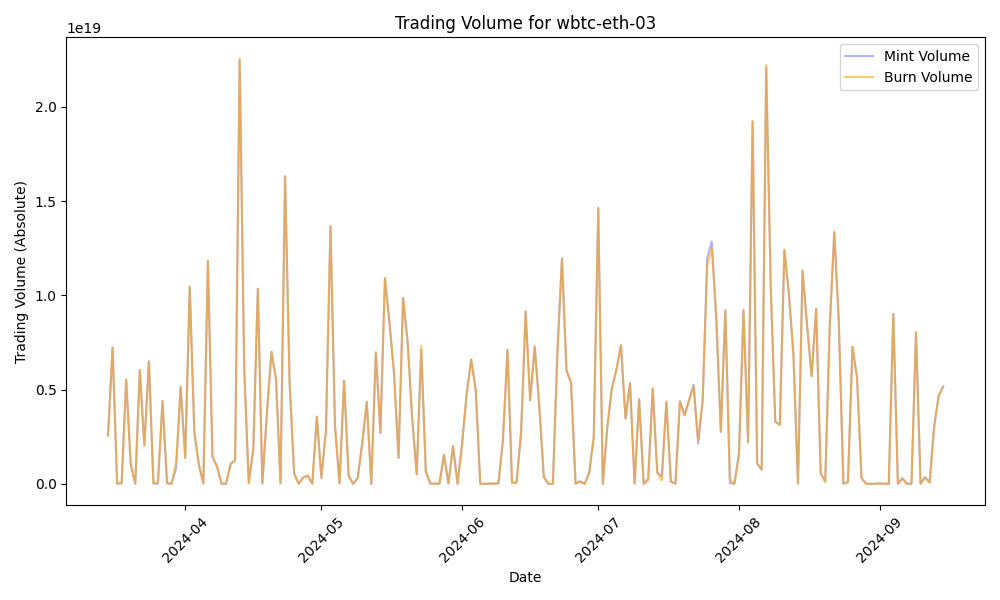 Trading Volume for wbtc-eth-03
1e19
Mint Volume
Burn Volume
2.0
1.5
1.0
0.5
0.0
Trading Volume (Absolute)
2024-04
2024-05
2024-06
2024-07
2024-08
2024-09
Date